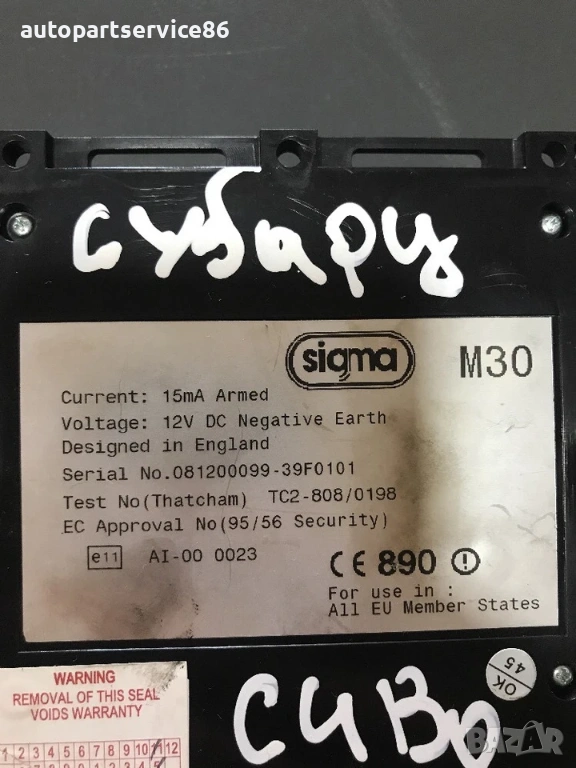 autopartservice86
субару
sigma
M30
Current: 15mA Armed
Voltage: 12V DC Negative Earth
Designed in England
Serial No.081200099-39F0101
Test No(Thatcham) TC2-808/0198
EC Approval No(95/56 Security)
e11 AI-00 0023
CE 890
For use in :
All EU Member States
OK 45
WARNING
REMOVAL OF THIS SEAL
VOIDS WARRANTY
1 2 3 4 5 6 7 8 9 10 11 12
сиво
BAZAR